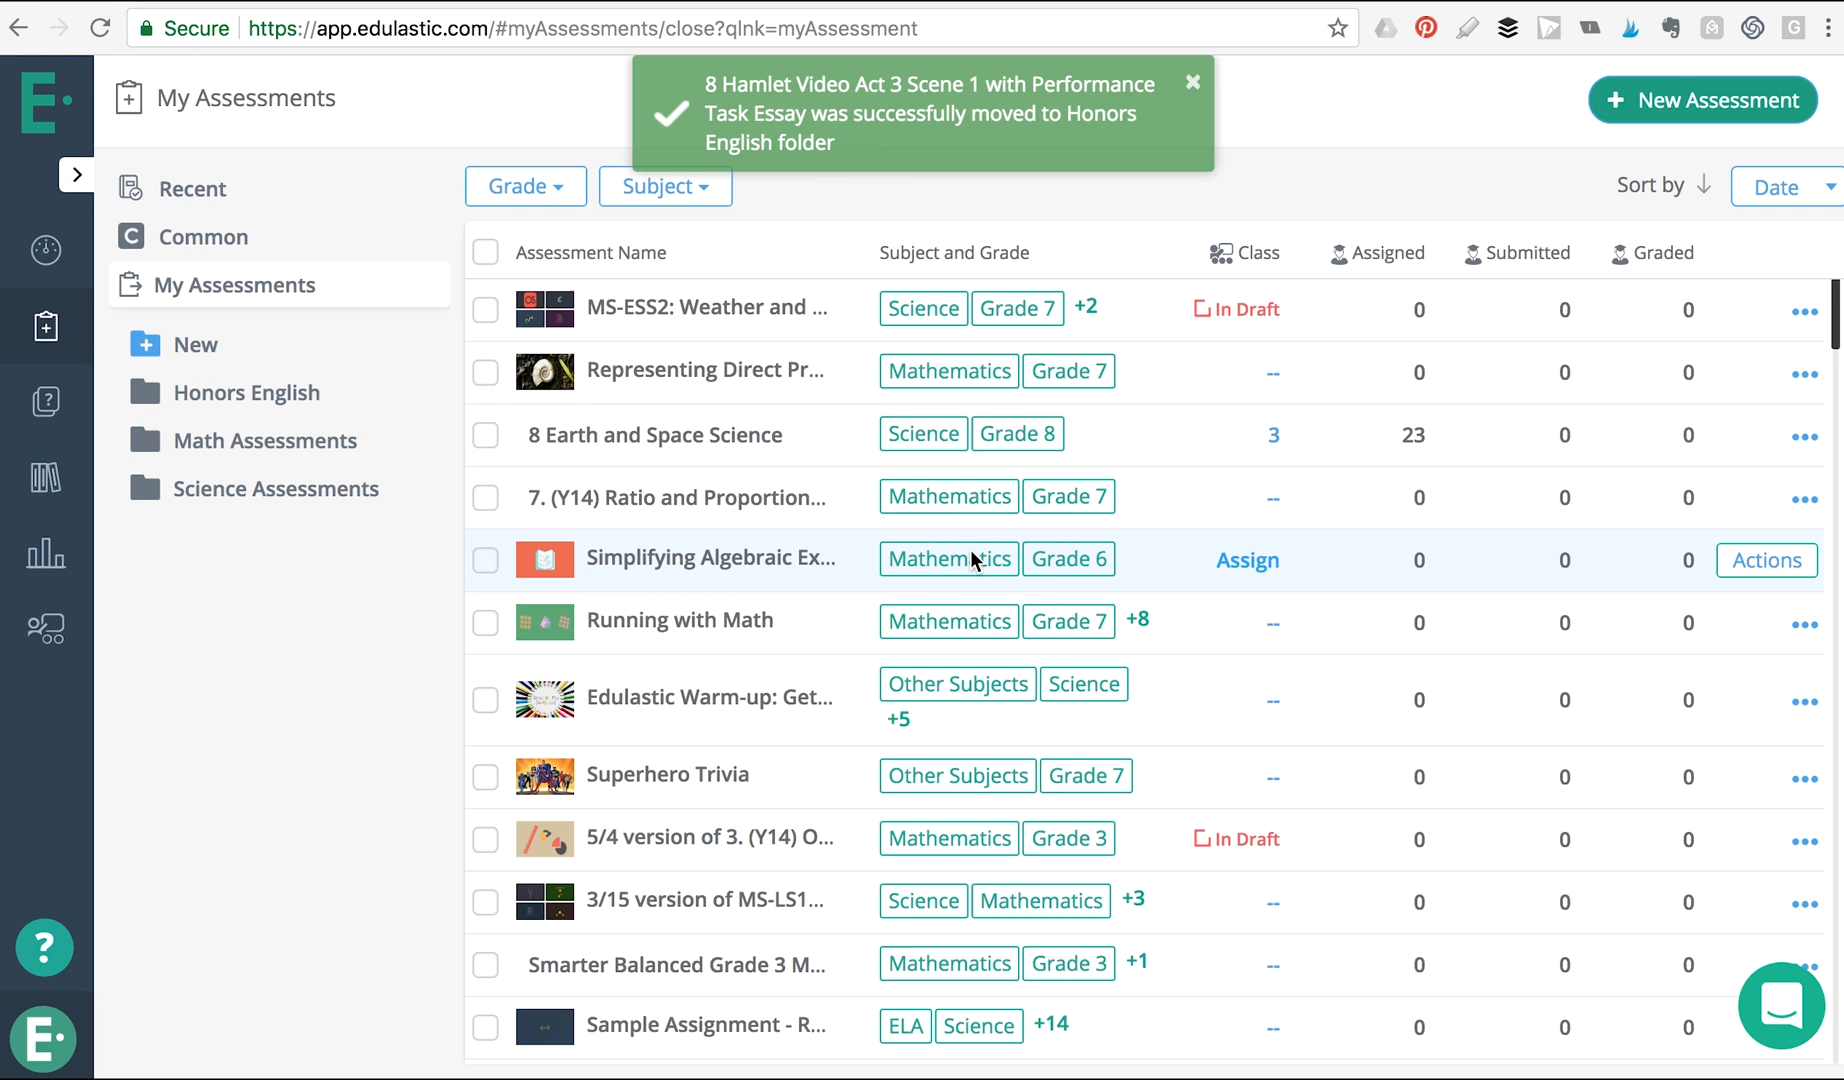 Secure https://app.edulastic.com/#myAssessments/close?qlnk=myAssessment
G
E
My Assessments
8 Hamlet Video Act 3 Scene 1 with Performance
Task Essay was successfully moved to Honors
English folder
+ New Assessment
Recent
C Common
My Assessments
New
Honors English
Math Assessments
Science Assessments
Grade Subject
Sort by Date
Assessment Name Subject and Grade Class Assigned Submitted Graded
MS-ESS2: Weather and ... Science Grade 7 +2 In Draft 0 0 0
Representing Direct Pr... Mathematics Grade 7 -- 0 0 0
8 Earth and Space Science Science Grade 8 3 23 0 0
7. (Y14) Ratio and Proportion... Mathematics Grade 7 -- 0 0 0
Simplifying Algebraic Ex... Mathematics Grade 6 Assign 0 0 0 Actions
Running with Math Mathematics Grade 7 +8 -- 0 0 0
Edulastic Warm-up: Get... Other Subjects Science +5 -- 0 0 0
Superhero Trivia Other Subjects Grade 7 -- 0 0 0
5/4 version of 3. (Y14) O... Mathematics Grade 3 In Draft 0 0 0
3/15 version of MS-LS1... Science Mathematics +3 -- 0 0 0
Smarter Balanced Grade 3 M... Mathematics Grade 3 +1 -- 0 0 0
Sample Assignment - R... ELA Science +14 -- 0 0 0
?
E